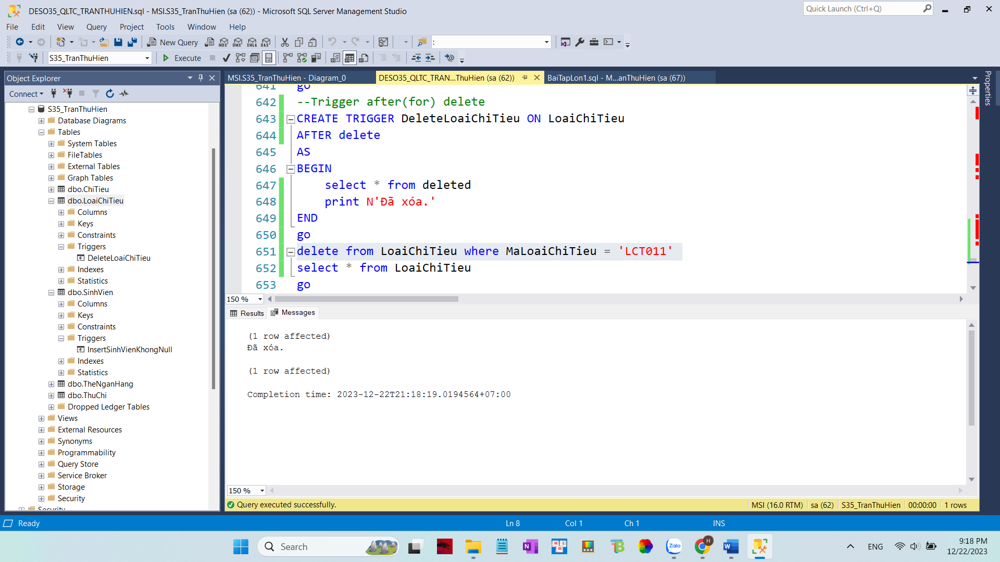 DESO35_QLTC_TRANTHUHIEN.sql - MSI.S35_TranThuHien (sa (62)) - Microsoft SQL Server Management Studio
Quick Launch (Ctrl+Q)
File Edit View Query Project Tools Window Help
New Query MDX DMX XMLA DAX :
S35_TranThuHien Execute
Object Explorer
Connect
S35_TranThuHien
Database Diagrams
Tables
System Tables
FileTables
External Tables
Graph Tables
dbo.ChiTieu
dbo.LoaiChiTieu
Columns
Keys
Constraints
Triggers
DeleteLoaiChiTieu
Indexes
Statistics
dbo.SinhVien
Columns
Keys
Constraints
Triggers
InsertSinhVienKhongNull
Indexes
Statistics
dbo.TheNganHang
dbo.ThuChi
Dropped Ledger Tables
Views
External Resources
Synonyms
Programmability
Query Store
Service Broker
Storage
Security
Security
MSI.S35_TranThuHien - Diagram_0 DESO35_QLTC_TRAN...ThuHien (sa (62)) BaiTapLon1.sql - M...anThuHien (sa (67))
Properties
641 go
642 --Trigger after(for) delete
643 CREATE TRIGGER DeleteLoaiChiTieu ON LoaiChiTieu
644 AFTER delete
645 AS
646 BEGIN
647 select * from deleted
648 print N'Đã xóa.'
649 END
650 go
651 delete from LoaiChiTieu where MaLoaiChiTieu = 'LCT011'
652 select * from LoaiChiTieu
653 go
150 %
Results Messages
(1 row affected)
Đã xóa.
(1 row affected)
Completion time: 2023-12-22T21:18:19.0194564+07:00
150 %
Query executed successfully. MSI (16.0 RTM) sa (62) S35_TranThuHien 00:00:00 1 rows
Ready Ln 8 Col 1 Ch 1 INS
Search
Zalo
H
ENG
9:18 PM
12/22/2023